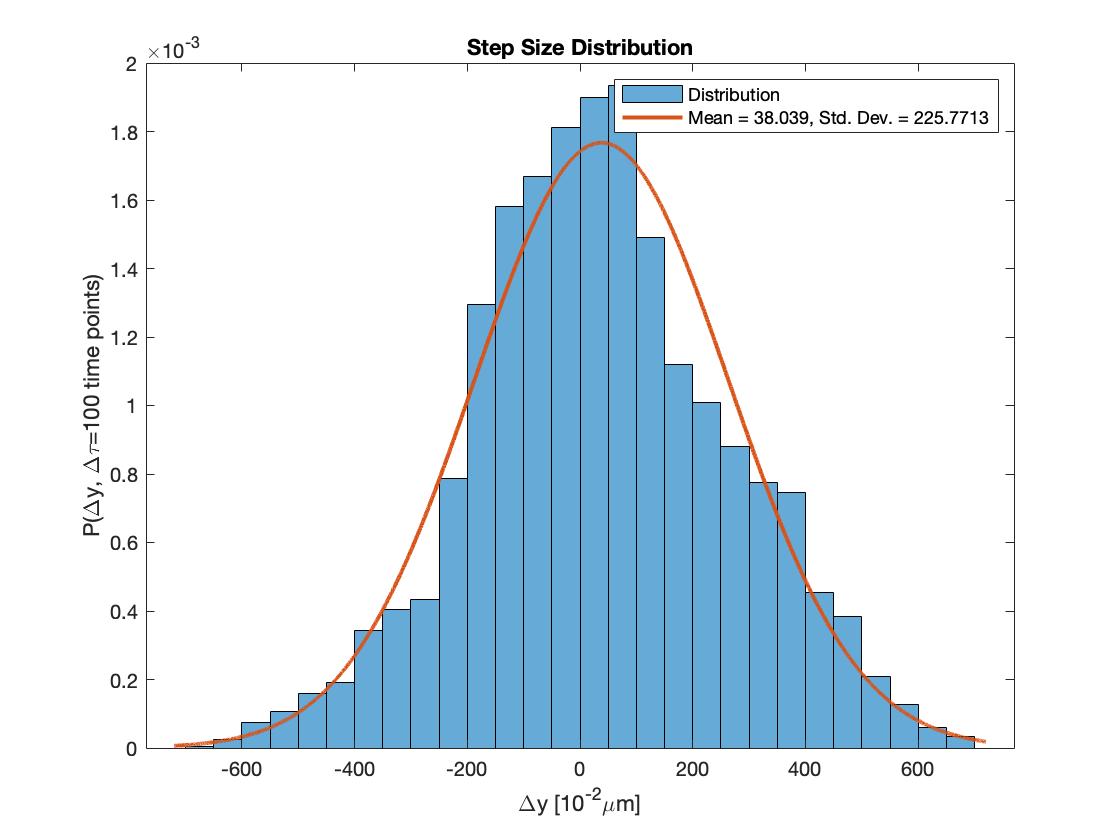 Step Size Distribution
×10⁻³
Distribution
Mean = 38.039, Std. Dev. = 225.7713
2
1.8
1.6
1.4
1.2
1
0.8
0.6
0.4
0.2
0
P(Δy, Δτ=100 time points)
-600 -400 -200 0 200 400 600
Δy [10⁻²μm]